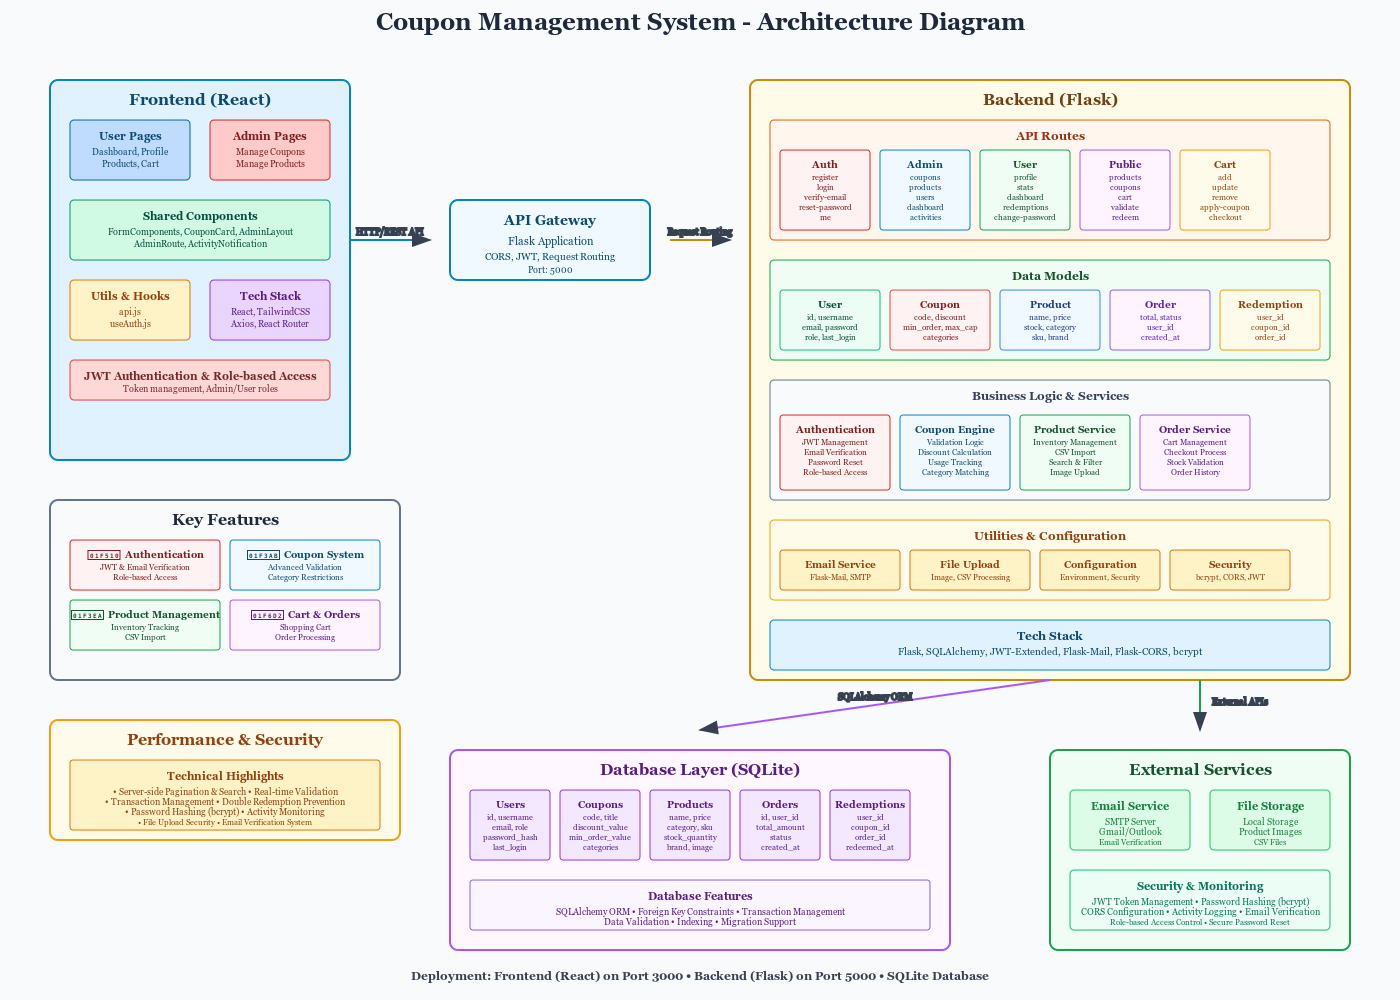 Coupon Management System - Architecture Diagram
Frontend (React)
User Pages
Dashboard, Profile
Products, Cart
Admin Pages
Manage Coupons
Manage Products
Shared Components
FormComponents, CouponCard, AdminLayout
AdminRoute, ActivityNotification
Utils & Hooks
api.js
useAuth.js
Tech Stack
React, TailwindCSS
Axios, React Router
JWT Authentication & Role-based Access
Token management, Admin/User roles
HTTP/REST API
API Gateway
Flask Application
CORS, JWT, Request Routing
Port: 5000
Request Routing
Backend (Flask)
API Routes
Auth
register
login
verify-email
reset-password
me
Admin
coupons
products
users
dashboard
activities
User
profile
stats
dashboard
redemptions
change-password
Public
products
coupons
cart
validate
redeem
Cart
add
update
remove
apply-coupon
checkout
Data Models
User
id, username
email, password
role, last_login
Coupon
code, discount
min_order, max_cap
categories
Product
name, price
stock, category
sku, brand
Order
total, status
user_id
created_at
Redemption
user_id
coupon_id
order_id
Business Logic & Services
Authentication
JWT Management
Email Verification
Password Reset
Role-based Access
Coupon Engine
Validation Logic
Discount Calculation
Usage Tracking
Category Matching
Product Service
Inventory Management
CSV Import
Search & Filter
Image Upload
Order Service
Cart Management
Checkout Process
Stock Validation
Order History
Utilities & Configuration
Email Service
Flask-Mail, SMTP
File Upload
Image, CSV Processing
Configuration
Environment, Security
Security
bcrypt, CORS, JWT
Tech Stack
Flask, SQLAlchemy, JWT-Extended, Flask-Mail, Flask-CORS, bcrypt
Key Features
01F510 Authentication
JWT & Email Verification
Role-based Access
01F3AB Coupon System
Advanced Validation
Category Restrictions
01F3EA Product Management
Inventory Tracking
CSV Import
01F6D2 Cart & Orders
Shopping Cart
Order Processing
SQLAlchemy ORM
External APIs
Performance & Security
Technical Highlights
• Server-side Pagination & Search • Real-time Validation
• Transaction Management • Double Redemption Prevention
• Password Hashing (bcrypt) • Activity Monitoring
• File Upload Security • Email Verification System
Database Layer (SQLite)
Users
id, username
email, role
password_hash
last_login
Coupons
code, title
discount_value
min_order_value
categories
Products
name, price
category, sku
stock_quantity
brand, image
Orders
id, user_id
total_amount
status
created_at
Redemptions
user_id
coupon_id
order_id
redeemed_at
Database Features
SQLAlchemy ORM • Foreign Key Constraints • Transaction Management
Data Validation • Indexing • Migration Support
External Services
Email Service
SMTP Server
Gmail/Outlook
Email Verification
File Storage
Local Storage
Product Images
CSV Files
Security & Monitoring
JWT Token Management • Password Hashing (bcrypt)
CORS Configuration • Activity Logging • Email Verification
Role-based Access Control • Secure Password Reset
Deployment: Frontend (React) on Port 3000 • Backend (Flask) on Port 5000 • SQLite Database